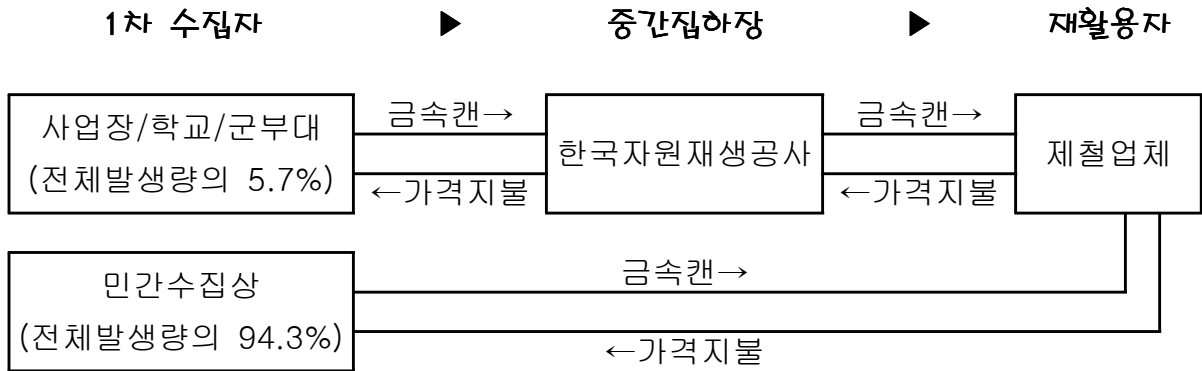 1차 수집자 ▶ 중간집하장 ▶ 재활용자
사업장/학교/군부대
(전체발생량의 5.7%)
금속캔→
←가격지불
한국자원재생공사
금속캔→
←가격지불
제철업체
민간수집상
(전체발생량의 94.3%)
금속캔→
←가격지불